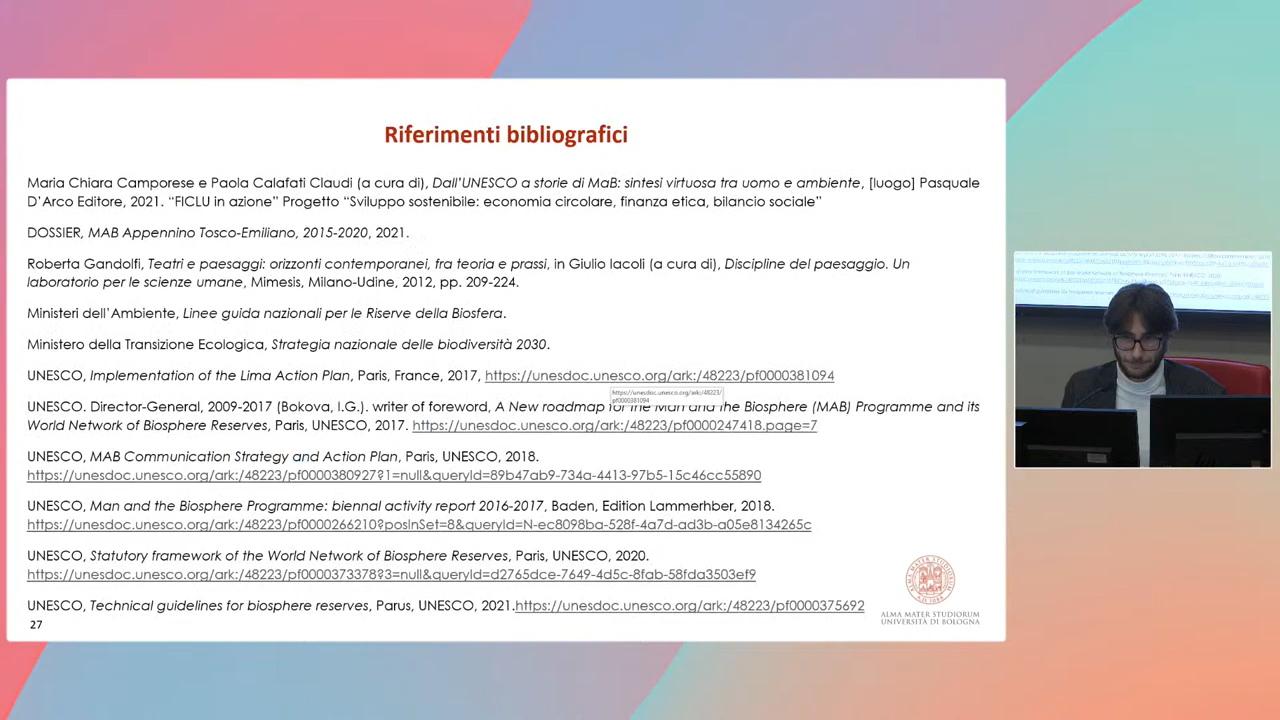 Riferimenti bibliografici
Maria Chiara Camporese e Paola Calafati Claudi (a cura di), Dall’UNESCO a storie di MaB: sintesi virtuosa tra uomo e ambiente, [luogo] Pasquale
D’Arco Editore, 2021. “FICLU in azione” Progetto “Sviluppo sostenibile: economia circolare, finanza etica, bilancio sociale”
DOSSIER, MAB Appennino Tosco-Emiliano, 2015-2020, 2021.
Roberta Gandolfi, Teatri e paesaggi: orizzonti contemporanei, fra teoria e prassi, in Giulio Iacoli (a cura di), Discipline del paesaggio. Un
laboratorio per le scienze umane, Mimesis, Milano-Udine, 2012, pp. 209-224.
Ministeri dell’Ambiente, Linee guida nazionali per le Riserve della Biosfera.
Ministero della Transizione Ecologica, Strategia nazionale delle biodiversità 2030.
UNESCO, Implementation of the Lima Action Plan, Paris, France, 2017, https://unesdoc.unesco.org/ark:/48223/pf0000381094
https://unesdoc.unesco.org/ark:/48223/
pf0000381094
UNESCO. Director-General, 2009-2017 (Bokova, I.G.). writer of foreword, A New roadmap for the Man and the Biosphere (MAB) Programme and its
World Network of Biosphere Reserves, Paris, UNESCO, 2017. https://unesdoc.unesco.org/ark:/48223/pf0000247418.page=7
UNESCO, MAB Communication Strategy and Action Plan, Paris, UNESCO, 2018.
https://unesdoc.unesco.org/ark:/48223/pf0000380927?1=null&queryId=89b47ab9-734a-4413-97b5-15c46cc55890
UNESCO, Man and the Biosphere Programme: biennal activity report 2016-2017, Baden, Edition Lammerhber, 2018.
https://unesdoc.unesco.org/ark:/48223/pf0000266210?posInSet=8&queryId=N-ec8098ba-528f-4a7d-ad3b-a05e8134265c
UNESCO, Statutory framework of the World Network of Biosphere Reserves, Paris, UNESCO, 2020.
https://unesdoc.unesco.org/ark:/48223/pf0000373378?3=null&queryId=d2765dce-7649-4d5c-8fab-58fda3503ef9
UNESCO, Technical guidelines for biosphere reserves, Parus, UNESCO, 2021.https://unesdoc.unesco.org/ark:/48223/pf0000375692
27
ALMA MATER STUDIORUM
UNIVERSITÀ DI BOLOGNA